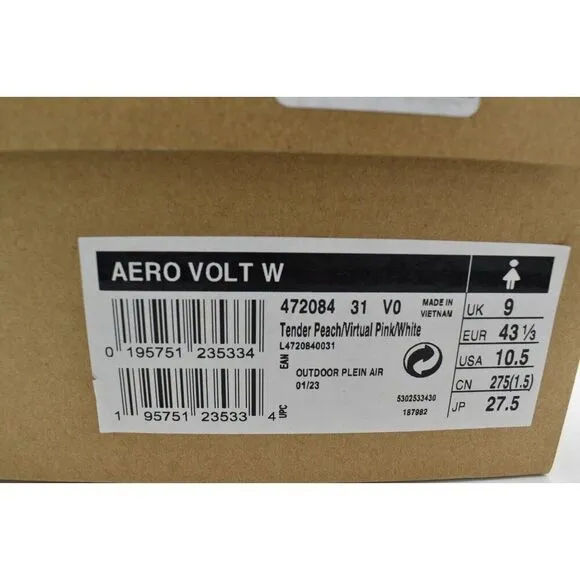 AERO VOLT W
472084 31 V0 MADE IN VIETNAM
Tender Peach/Virtual Pink/White
L4720840031
EAN
0 195751 235334
OUTDOOR PLEIN AIR
01/23
1 95751 23533 4
UPC
5302533430
187982
UK 9
EUR 43 1/3
USA 10.5
CN 275(1.5)
JP 27.5